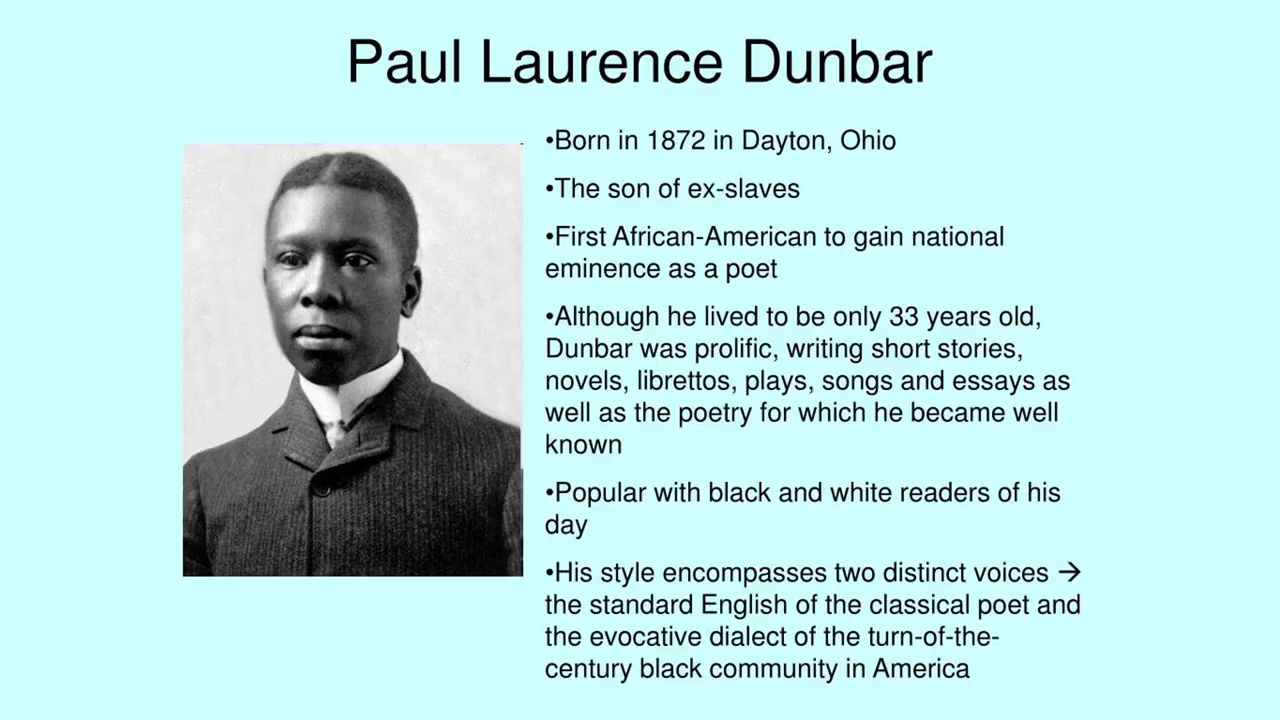 Paul Laurence Dunbar
•Born in 1872 in Dayton, Ohio
•The son of ex-slaves
•First African-American to gain national
eminence as a poet
•Although he lived to be only 33 years old,
Dunbar was prolific, writing short stories,
novels, librettos, plays, songs and essays as
well as the poetry for which he became well
known
•Popular with black and white readers of his
day
•His style encompasses two distinct voices →
the standard English of the classical poet and
the evocative dialect of the turn-of-the-
century black community in America